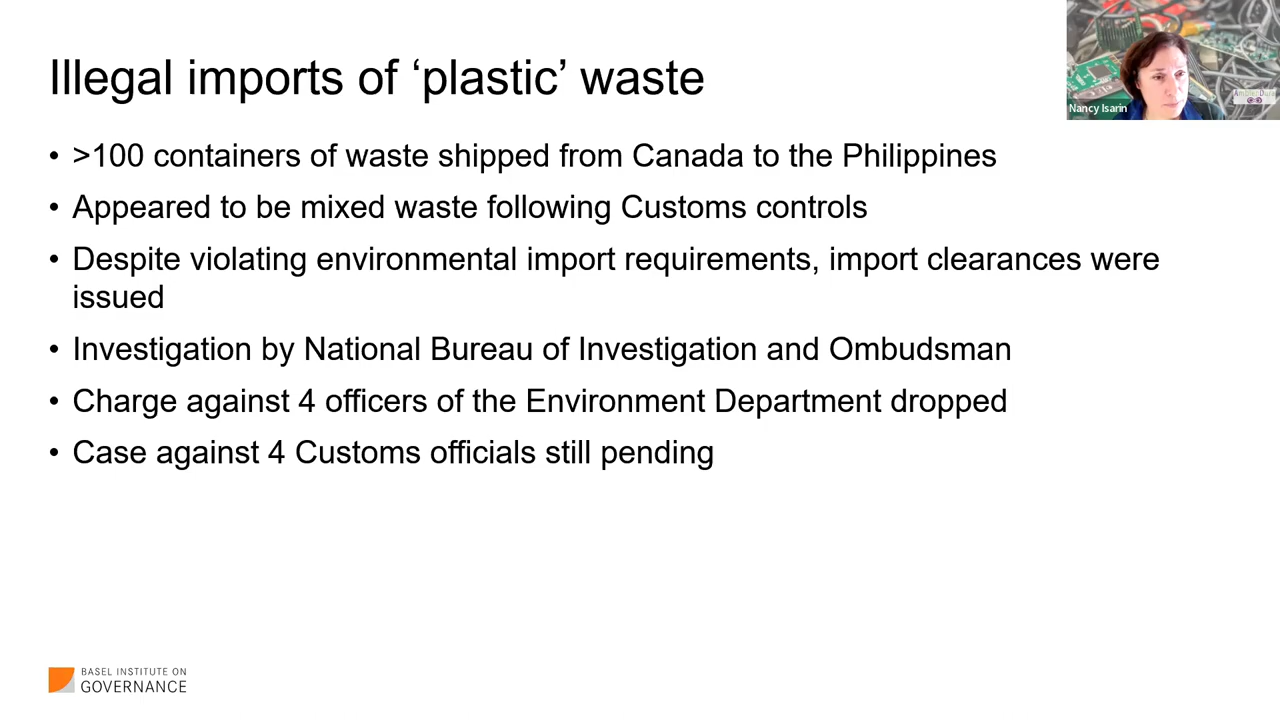 Illegal imports of ‘plastic’ waste
Nancy Isarin
• >100 containers of waste shipped from Canada to the Philippines
• Appeared to be mixed waste following Customs controls
• Despite violating environmental import requirements, import clearances were
issued
• Investigation by National Bureau of Investigation and Ombudsman
• Charge against 4 officers of the Environment Department dropped
• Case against 4 Customs officials still pending
BASEL INSTITUTE ON
GOVERNANCE